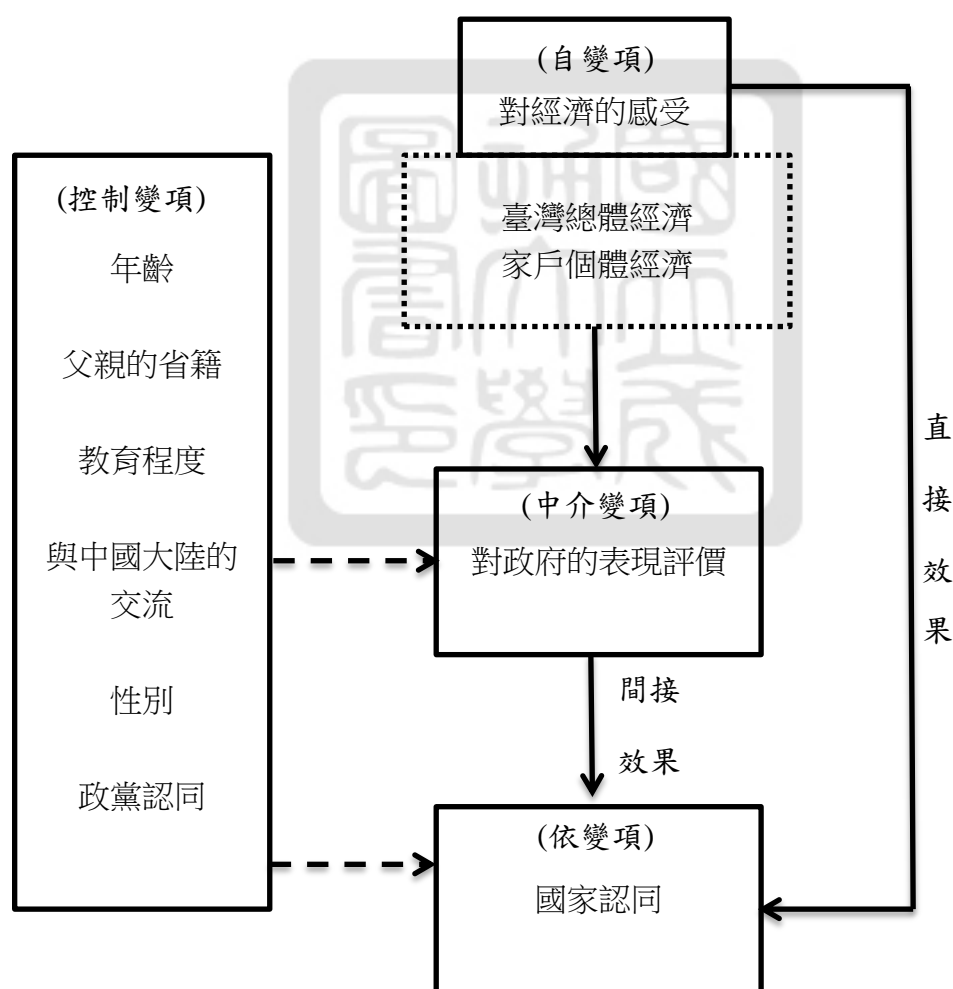 (自變項)
對經濟的感受
臺灣總體經濟
家戶個體經濟
(控制變項)
年齡
父親的省籍
教育程度
與中國大陸的
交流
性別
政黨認同
(中介變項)
對政府的表現評價
間接
效果
(依變項)
國家認同
直
接
效
果